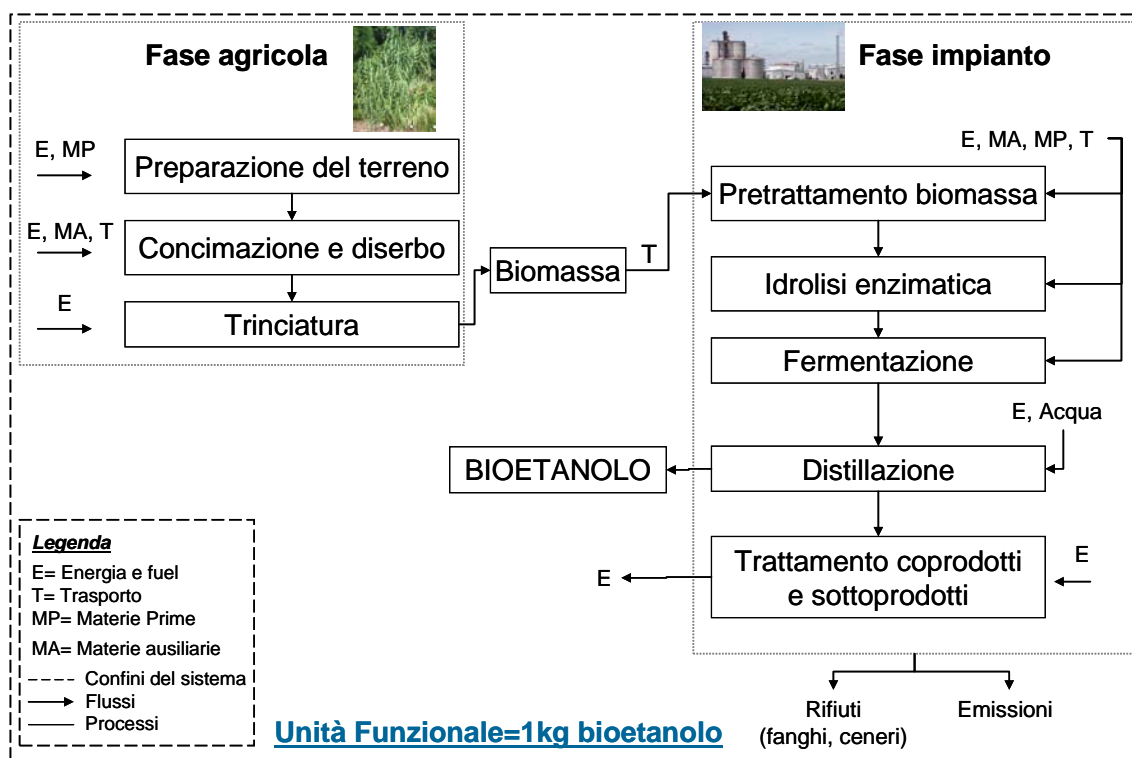 Fase agricola
E, MP
Preparazione del terreno
E, MA, T
Concimazione e diserbo
E
Trinciatura
Biomassa
T
Fase impianto
E, MA, MP, T
Pretrattamento biomassa
Idrolisi enzimatica
Fermentazione
E, Acqua
Distillazione
BIOETANOLO
Trattamento coprodotti
e sottoprodotti
E
E
Rifiuti
(fanghi, ceneri)
Emissioni
Legenda
E= Energia e fuel
T= Trasporto
MP= Materie Prime
MA= Materie ausiliarie
Confini del sistema
Flussi
Processi
Unità Funzionale=1kg bioetanolo